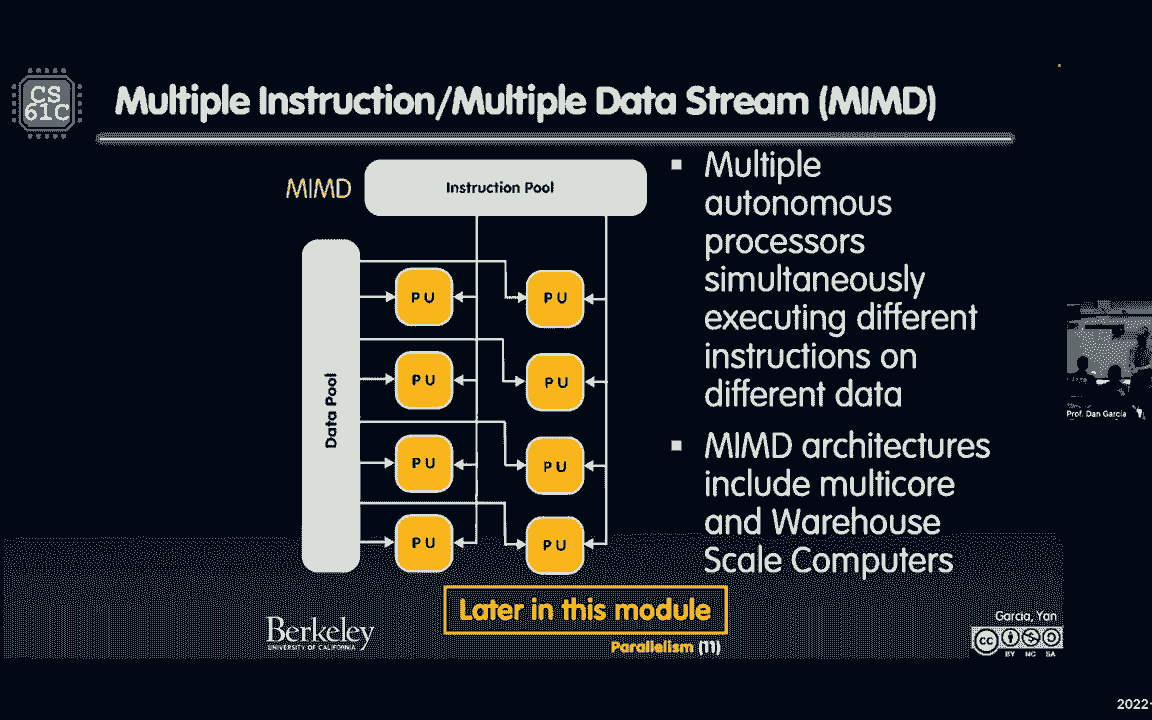 CS
61C
Multiple Instruction/Multiple Data Stream (MIMD)
MIMD
Instruction Pool
Data Pool
PU
PU
PU
PU
PU
PU
PU
PU
▪ Multiple
autonomous
processors
simultaneously
executing different
instructions on
different data
▪ MIMD architectures
include multicore
and Warehouse
Scale Computers
Later in this module
Berkeley
UNIVERSITY OF CALIFORNIA
Parallelism (11)
Garcia, Yan
cc
BY NC SA
Prof. Dan Garcia
2022-